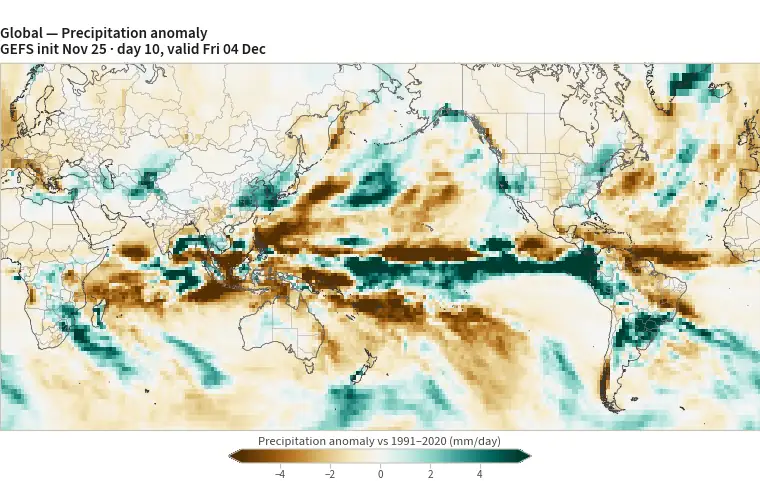 Global — Precipitation anomaly
GEFS init Nov 25 · day 10, valid Fri 04 Dec
Precipitation anomaly vs 1991–2020 (mm/day)
−4 −2 0 2 4